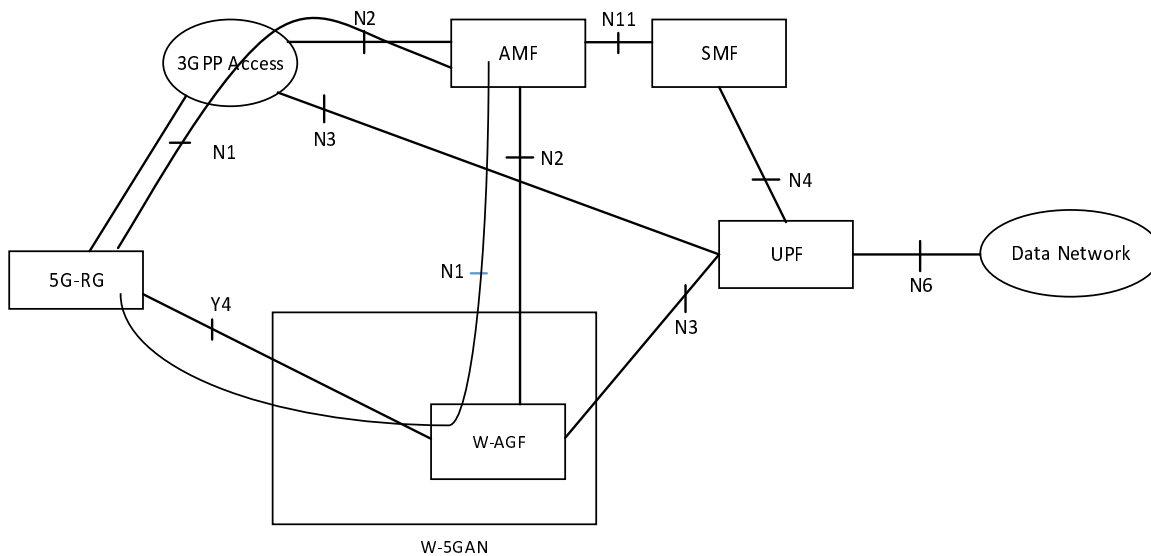 N2
N11
3GPP Access
AMF
SMF
N3
N1
N2
N4
5G-RG
N1
UPF
Data Network
Y4
N6
N3
W-AGF
W-5GAN